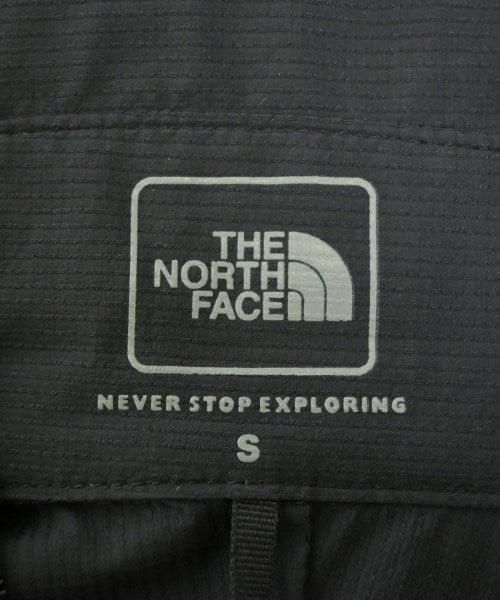 THE
NORTH
FACE
NEVER STOP EXPLORING
S